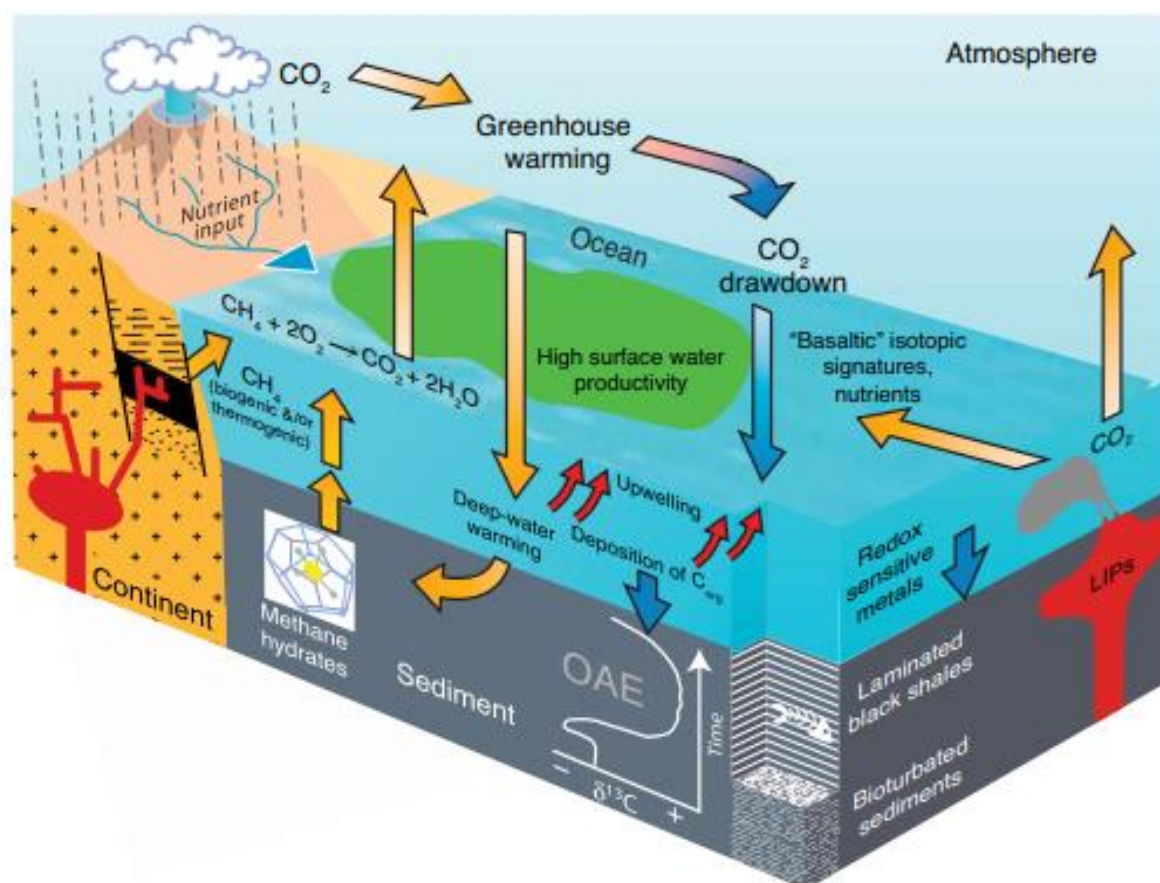 Atmosphere
CO₂
Greenhouse
warming
Nutrient
input
Ocean
CO₂
drawdown
CH₄ + 2O₂ → CO₂ + 2H₂O
High surface water
productivity
"Basaltic" isotopic
signatures,
nutrients
CO₂
CH₄
(biogenic &/or
thermogenic)
Upwelling
Deep-water
warming
Deposition of C
Redox
sensitive
metals
LIPs
Continent
Methane
hydrates
Sediment
OAE
Time
Laminated
black shales
Bioturbated
sediments
− δ¹³C +